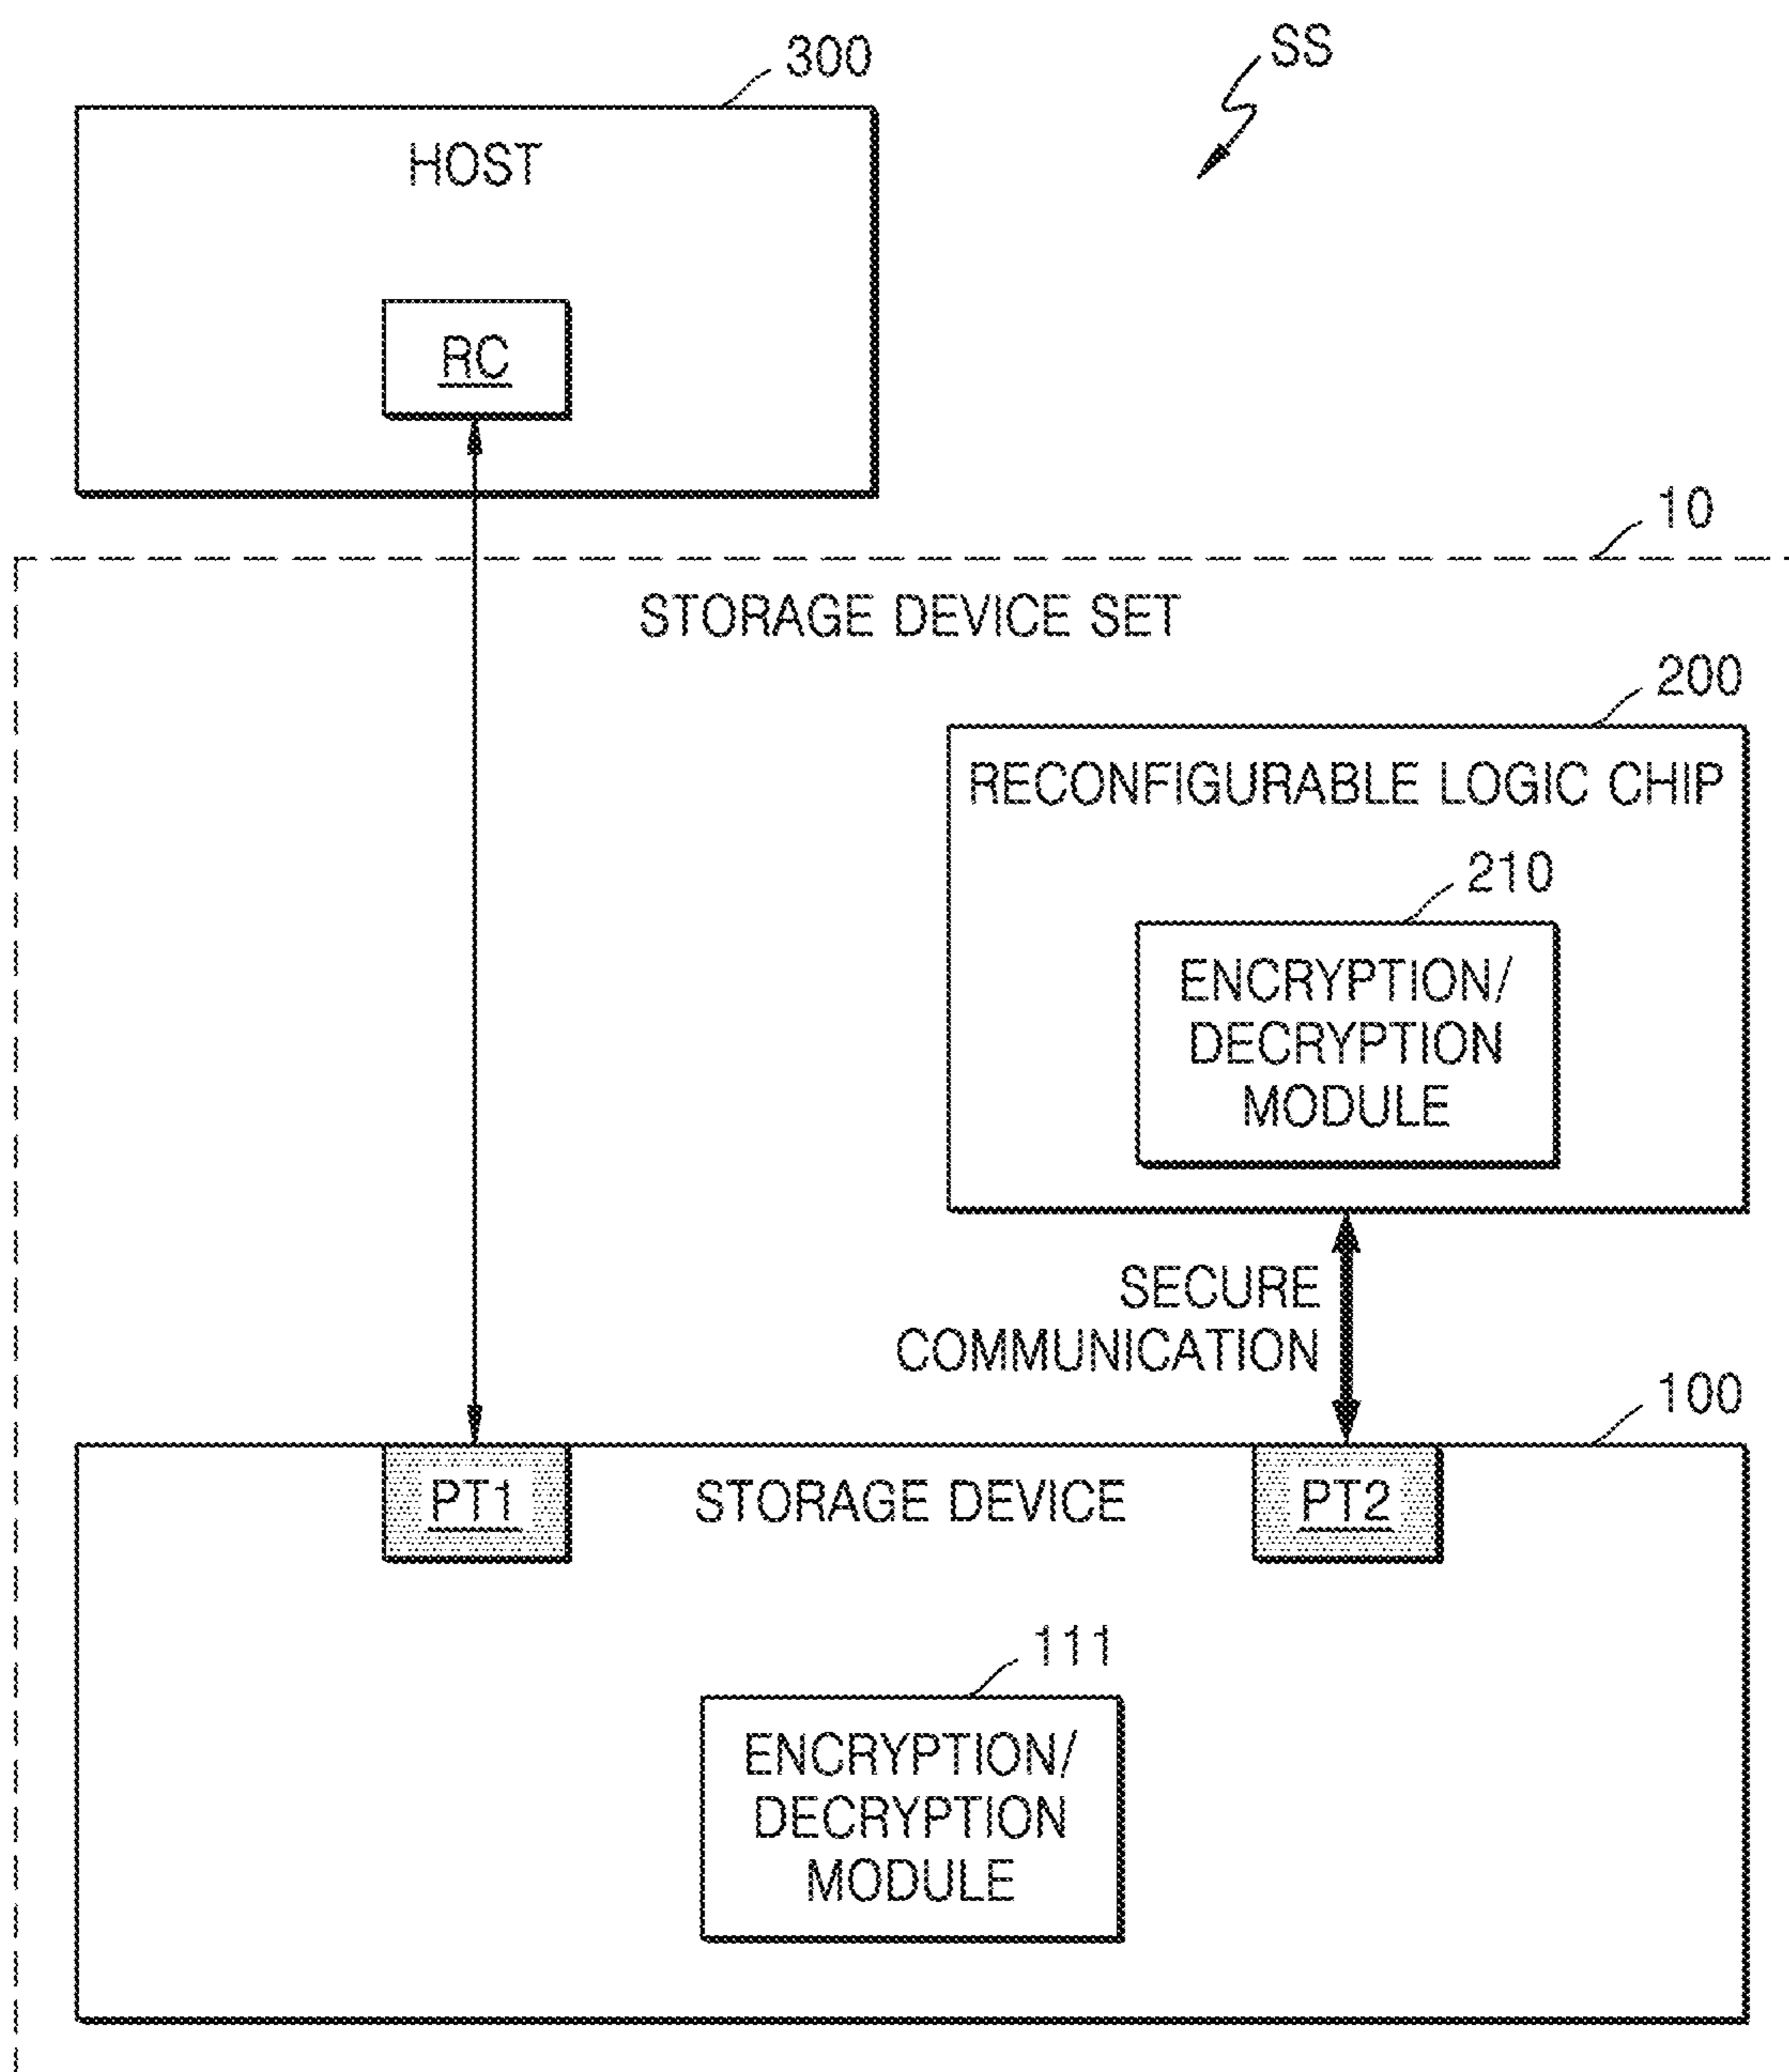 300
SS
HOST
RC
10
STORAGE DEVICE SET
200
RECONFIGURABLE LOGIC CHIP
210
ENCRYPTION/
DECRYPTION
MODULE
SECURE
COMMUNICATION
100
PT1
STORAGE DEVICE
PT2
111
ENCRYPTION/
DECRYPTION
MODULE